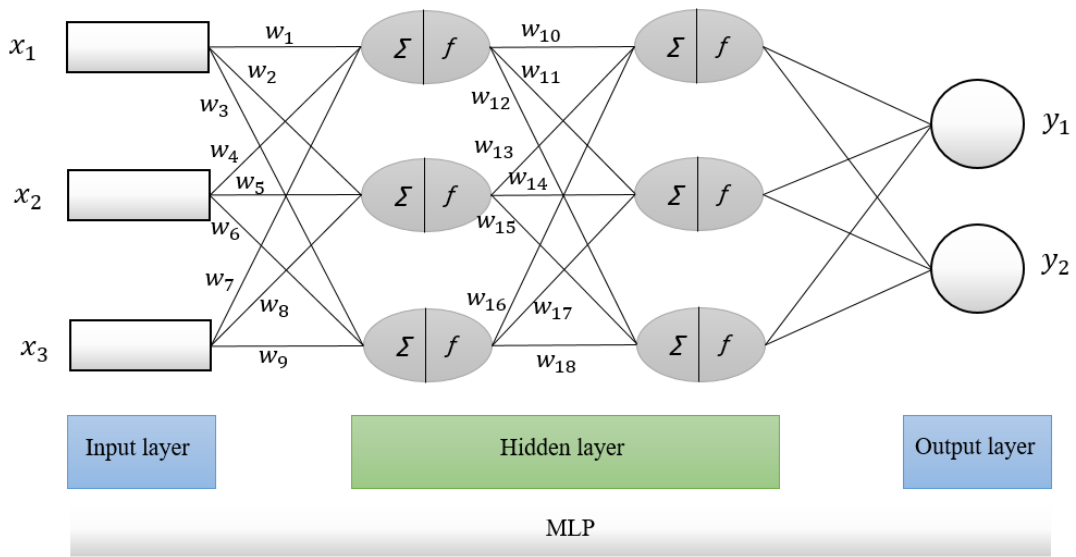 x₁ w₁ Σ f w₁₀ Σ f
w₂ w₁₁
w₃ w₁₂
y₁
w₄ w₁₃
x₂ w₅ Σ f w₁₄ Σ f
w₆ w₁₅
y₂
w₇ w₁₆
w₈ w₁₇
x₃ w₉ Σ f w₁₈ Σ f
Input layer Hidden layer Output layer
MLP